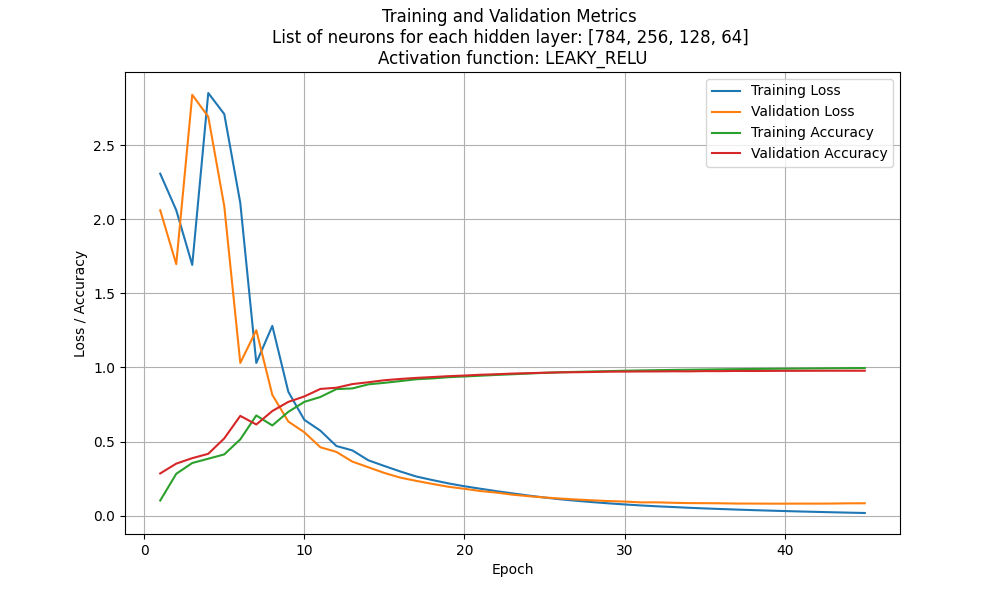 Training and Validation Metrics
List of neurons for each hidden layer: [784, 256, 128, 64]
Activation function: LEAKY_RELU
Training Loss
Validation Loss
Training Accuracy
Validation Accuracy
Loss / Accuracy
2.5
2.0
1.5
1.0
0.5
0.0
0
10
20
30
40
Epoch